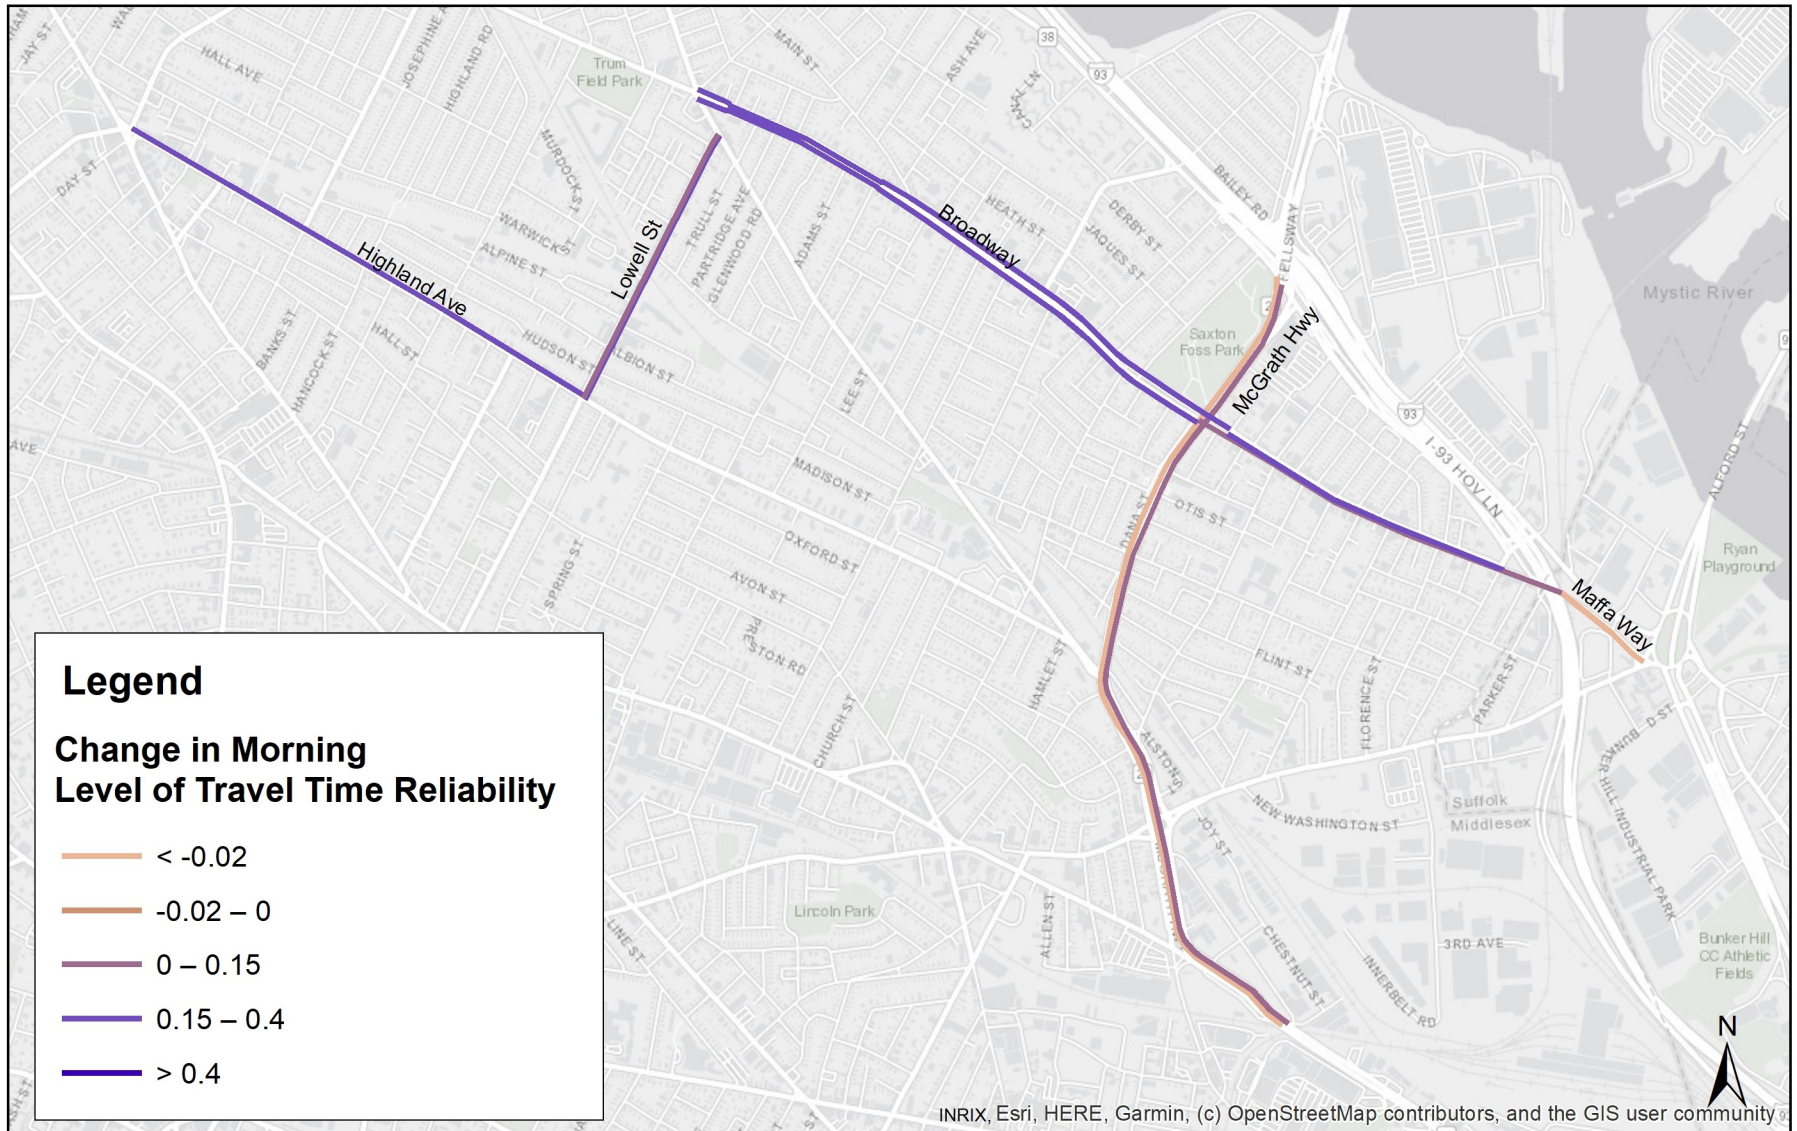 JAY ST
HALL AVE
HIGHLAND RD
Trum
Field Park
MAIN ST
ASH AVE
38
93
CANAL LN
DAY ST
MURDOCK ST
WARWICK ST
ALPINE ST
TRULL ST
PARTRIDGE AVE
GLENWOOD RD
ADAMS ST
HEATH ST
Broadway
DERBY ST
JAQUES ST
BAILEY RD
FELLSWAY
Highland Ave
Lowell St
Mystic River
Saxton
Foss Park
McGrath Hwy
BANKS ST
HANCOCK ST
HALL ST
HUDSON ST
ALBION ST
LEE ST
93
I-93 HOV LN
ALFORD ST
AVE
MADISON ST
OTIS ST
DANA ST
OXFORD ST
SPRING ST
AVON ST
PRESTON RD
Ryan
Playground
Maffa Way
HAMLET ST
FLINT ST
FLORENCE ST
PARKER ST
CHURCH ST
ALSTON ST
D ST
BUNKER HILL INDUSTRIAL PARK
NEW WASHINGTON ST
Suffolk
Middlesex
JOY ST
Lincoln Park
LINE ST
ALLEN ST
CHESTNUT ST
INNERBELT RD
3RD AVE
Bunker Hill
CC Athletic
Fields
Legend
Change in Morning
Level of Travel Time Reliability
< -0.02
-0.02 – 0
0 – 0.15
0.15 – 0.4
> 0.4
N
INRIX, Esri, HERE, Garmin, (c) OpenStreetMap contributors, and the GIS user community